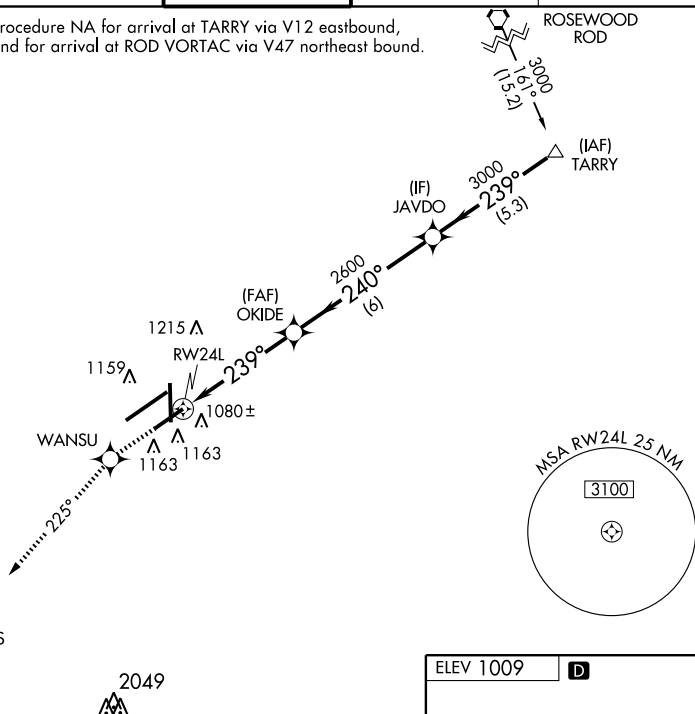 rocedure NA for arrival at TARRY via V12 eastbound,
nd for arrival at ROD VORTAC via V47 northeast bound.
ROSEWOOD
ROD
3000
161°
(15.2)
(IAF)
TARRY
3000
239°
(5.3)
(IF)
JAVDO
2600
240°
(6)
(FAF)
OKIDE
1215
RW24L
239°
1159
1080±
WANSU
1163
1163
225°
MSA RW24L 25 NM
3100
S
2049
ELEV 1009
D